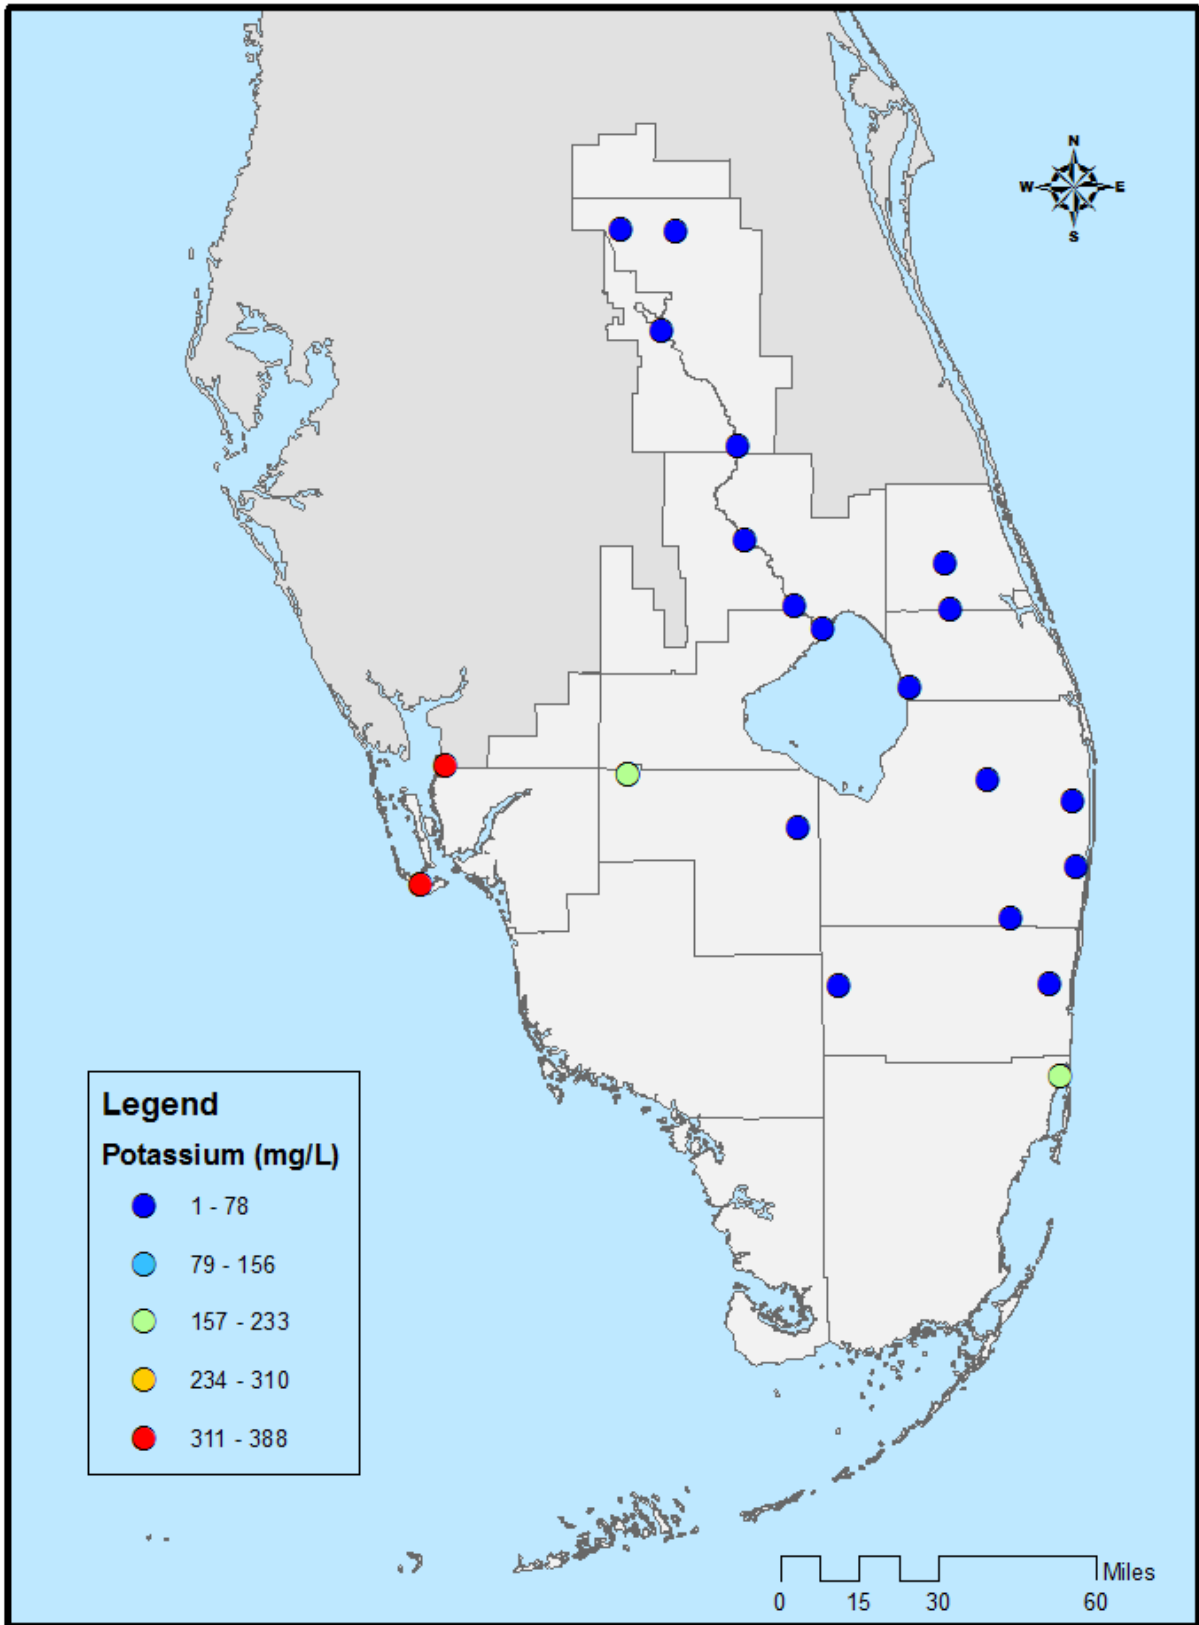 N
W E
S
Legend
Potassium (mg/L)
1 - 78
79 - 156
157 - 233
234 - 310
311 - 388
Miles
0 15 30 60